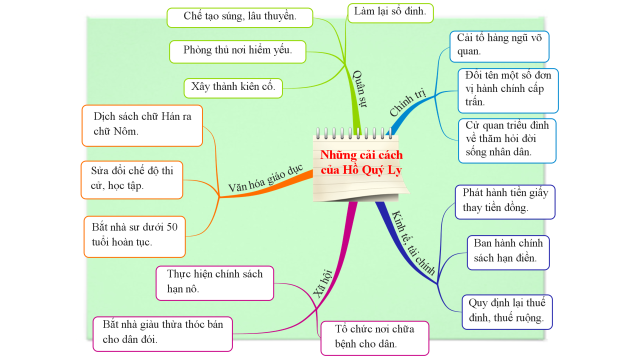 Những cải cách
của Hồ Quý Ly
Quân sự
Làm lại sổ đinh.
Chế tạo súng, lâu thuyền.
Phòng thủ nơi hiểm yếu.
Xây thành kiên cố.
Chính trị
Cải tổ hàng ngũ võ
quan.
Đổi tên một số đơn
vị hành chính cấp
trấn.
Cử quan triều đình
về thăm hỏi đời
sống nhân dân.
Kinh tế, tài chính
Phát hành tiền giấy
thay tiền đồng.
Ban hành chính
sách hạn điền.
Quy định lại thuế
đinh, thuế ruộng.
Xã hội
Thực hiện chính sách
hạn nô.
Bắt nhà giàu thừa thóc bán
cho dân đói.
Tổ chức nơi chữa
bệnh cho dân.
Văn hóa giáo dục
Dịch sách chữ Hán ra
chữ Nôm.
Sửa đổi chế độ thi
cử, học tập.
Bắt nhà sư dưới 50
tuổi hoàn tục.